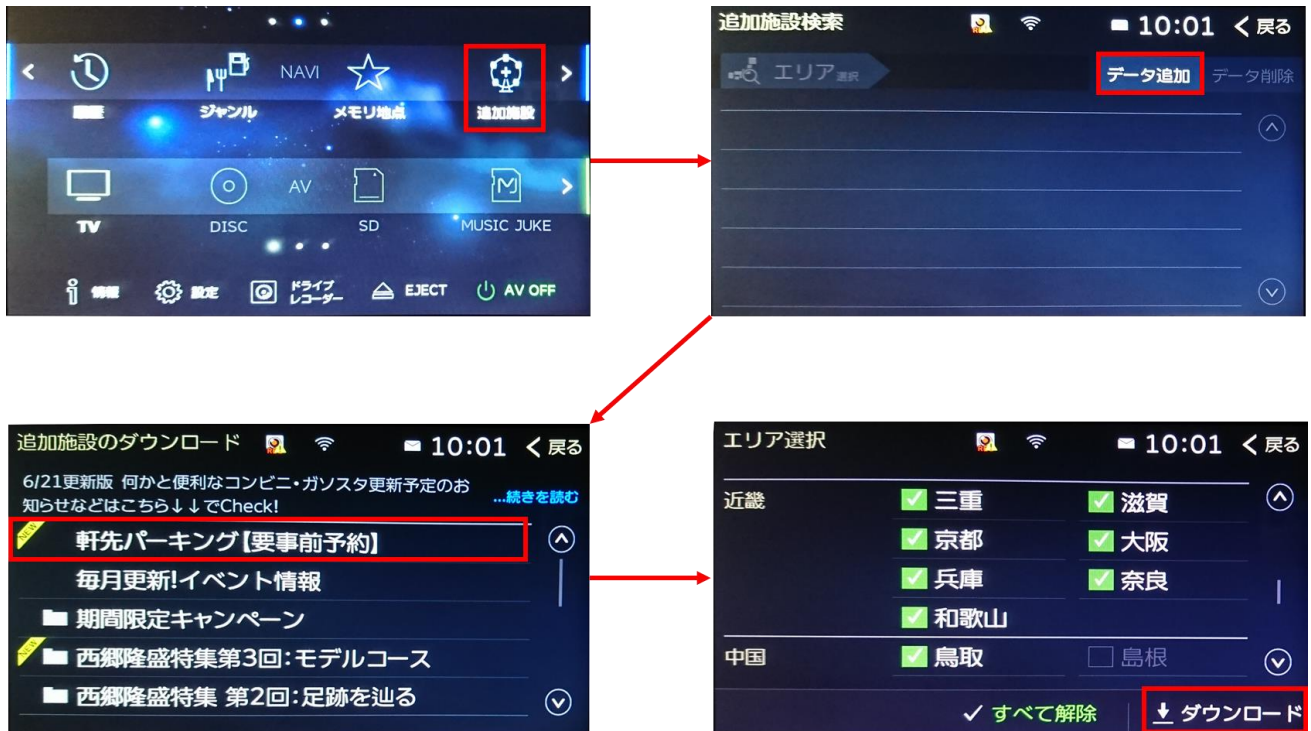 履歴
ジャンル
NAVI
メモリ地点
追加施設
TV
DISC
AV
SD
MUSIC JUKE
情報
設定
ドライブ
レコーダー
EJECT
AV OFF
追加施設検索
10:01
戻る
エリア選択
データ追加
データ削除
追加施設のダウンロード
10:01
戻る
6/21更新版 何かと便利なコンビニ・ガソスタ更新予定のお
知らせなどはこちら↓↓でCheck!
...続きを読む
NEW
軒先パーキング【要事前予約】
毎月更新!イベント情報
期間限定キャンペーン
NEW
西郷隆盛特集第3回:モデルコース
西郷隆盛特集 第2回:足跡を辿る
エリア選択
10:01
戻る
近畿
三重
滋賀
京都
大阪
兵庫
奈良
和歌山
中国
鳥取
島根
すべて解除
ダウンロード